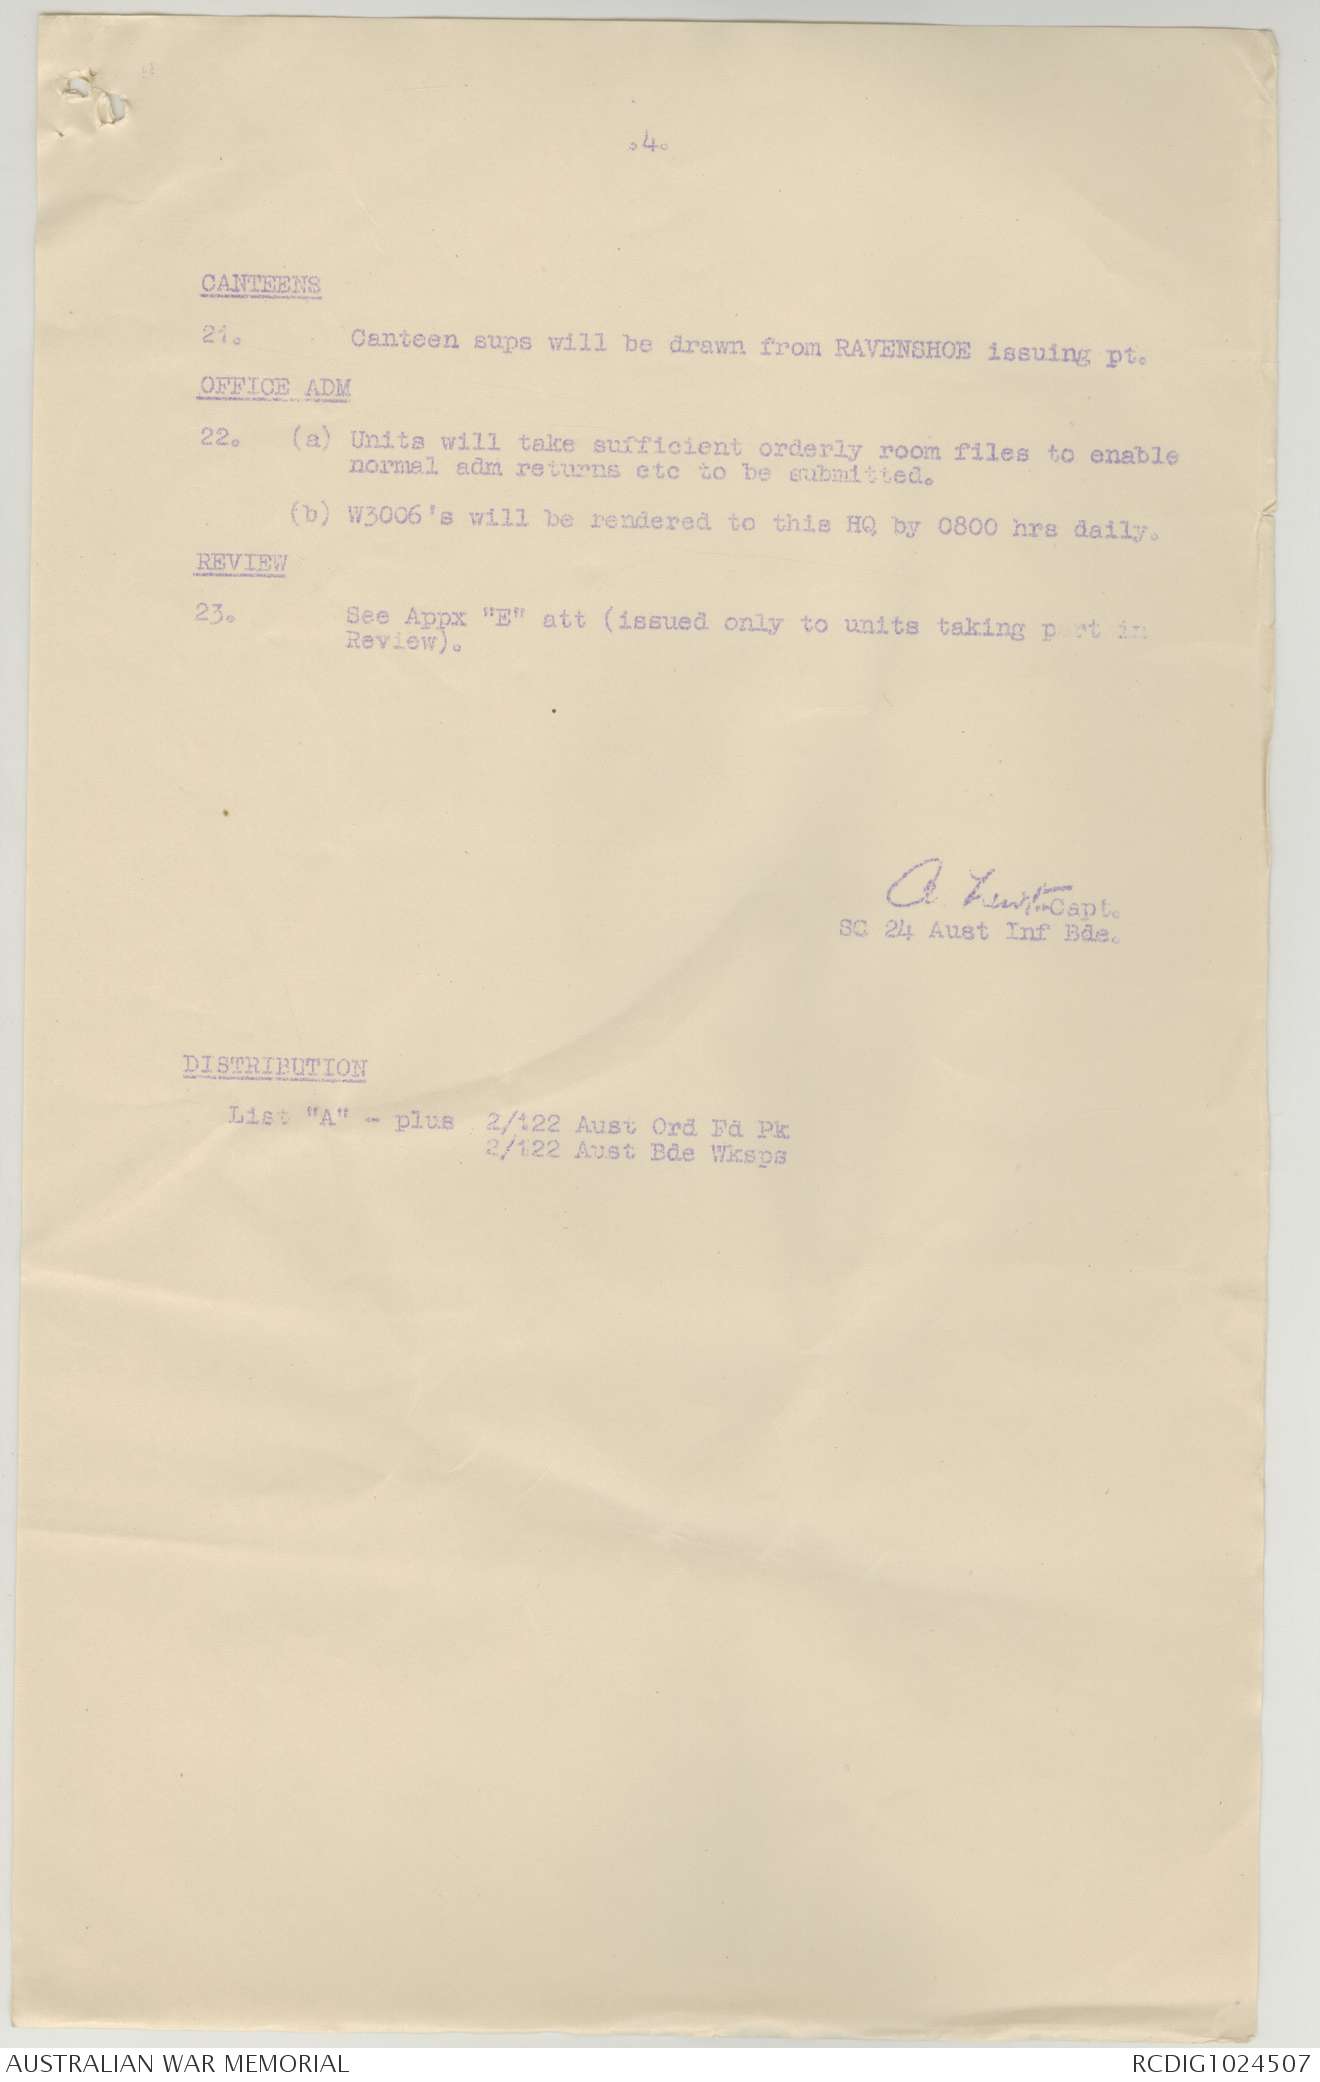 .4.
CANTEENS
21. Canteen sups will be drawn from RAVENSHOE issuing pt.
OFFICE ADM
22. (a) Units will take sufficient orderly room files to enable
normal adm returns etc to be submitted.
(b) W3006's will be rendered to this HQ by 0800 hrs daily.
REVIEW
23. See Appx "E" att (issued only to units taking part in
Review).
A. Capt.
SC 24 Aust Inf Bde.
DISTRIBUTION
List "A" - plus 2/122 Aust Ord Fd Pk
2/122 Aust Bde Wksps
AUSTRALIAN WAR MEMORIAL
RCDIG1024507